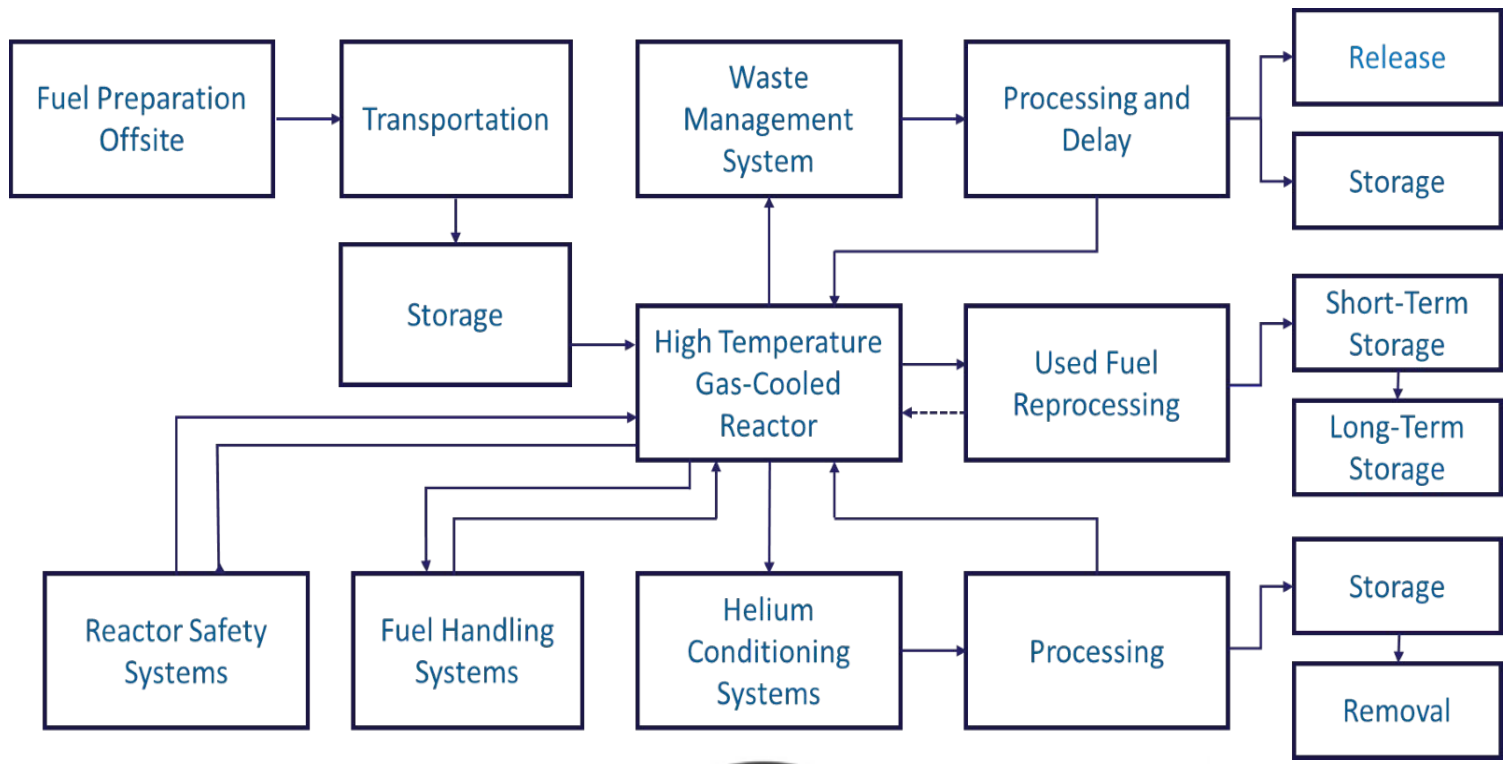 Fuel Preparation
Offsite
Transportation
Waste
Management
System
Processing and
Delay
Release
Storage
Storage
High Temperature
Gas-Cooled
Reactor
Used Fuel
Reprocessing
Short-Term
Storage
Long-Term
Storage
Reactor Safety
Systems
Fuel Handling
Systems
Helium
Conditioning
Systems
Processing
Storage
Removal